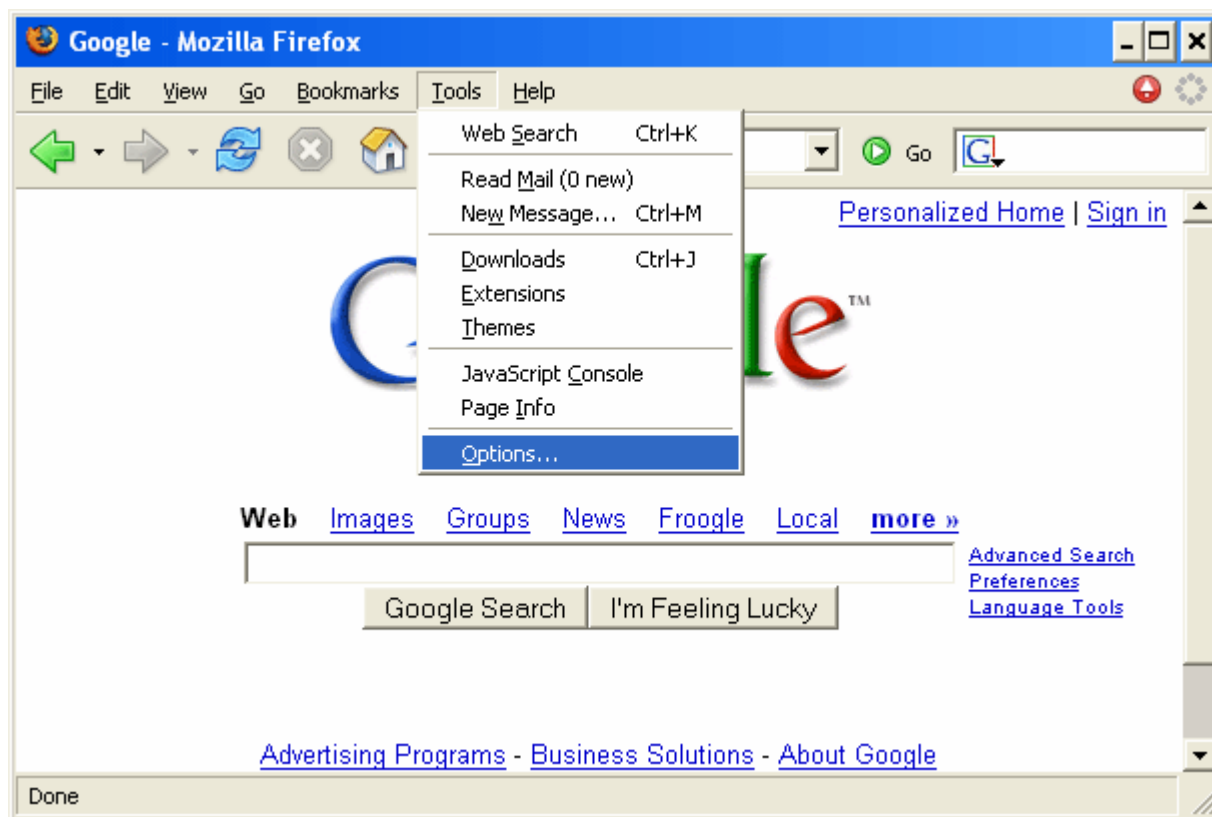 Google - Mozilla Firefox
File Edit View Go Bookmarks Tools Help
Web Search Ctrl+K
Go
G
Read Mail (0 new)
New Message... Ctrl+M
Personalized Home | Sign in
Downloads Ctrl+J
Extensions
Themes
G le TM
JavaScript Console
Page Info
Options...
Web Images Groups News Froogle Local more »
Advanced Search
Preferences
Language Tools
Google Search I'm Feeling Lucky
Advertising Programs - Business Solutions - About Google
Done